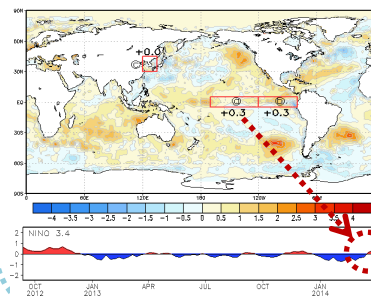 90N
60N
30N
EQ
30S
60S
90S
+0.0
+0.3 +0.3
0 60E 120E 180 120W
-4 -3.5 -3 -2.5 -2 -1.5 -1 -0.5 0 0.5 1 1.5 2 2.5 3 3.5 4
NINO 3.4
2
1
0
-1
-2
OCT JAN APR JUL OCT JAN
2012 2013 2014